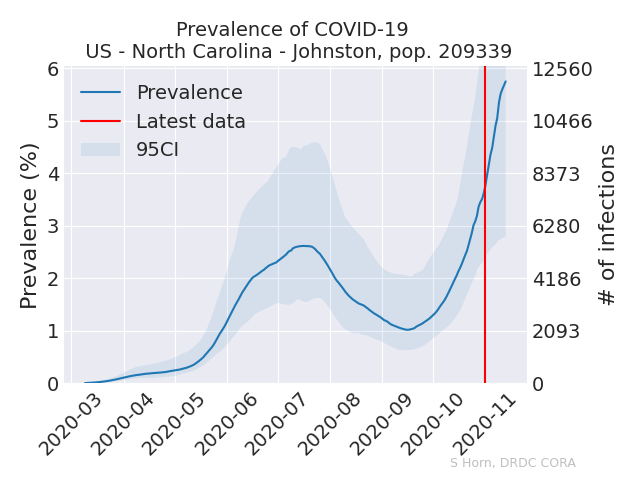 Prevalence of COVID-19
US - North Carolina - Johnston, pop. 209339
Prevalence
Latest data
95CI
Prevalence (%)
6
5
4
3
2
1
0
12560
10466
8373
6280
4186
2093
0
# of infections
2020-03
2020-04
2020-05
2020-06
2020-07
2020-08
2020-09
2020-10
2020-11
S Horn, DRDC CORA